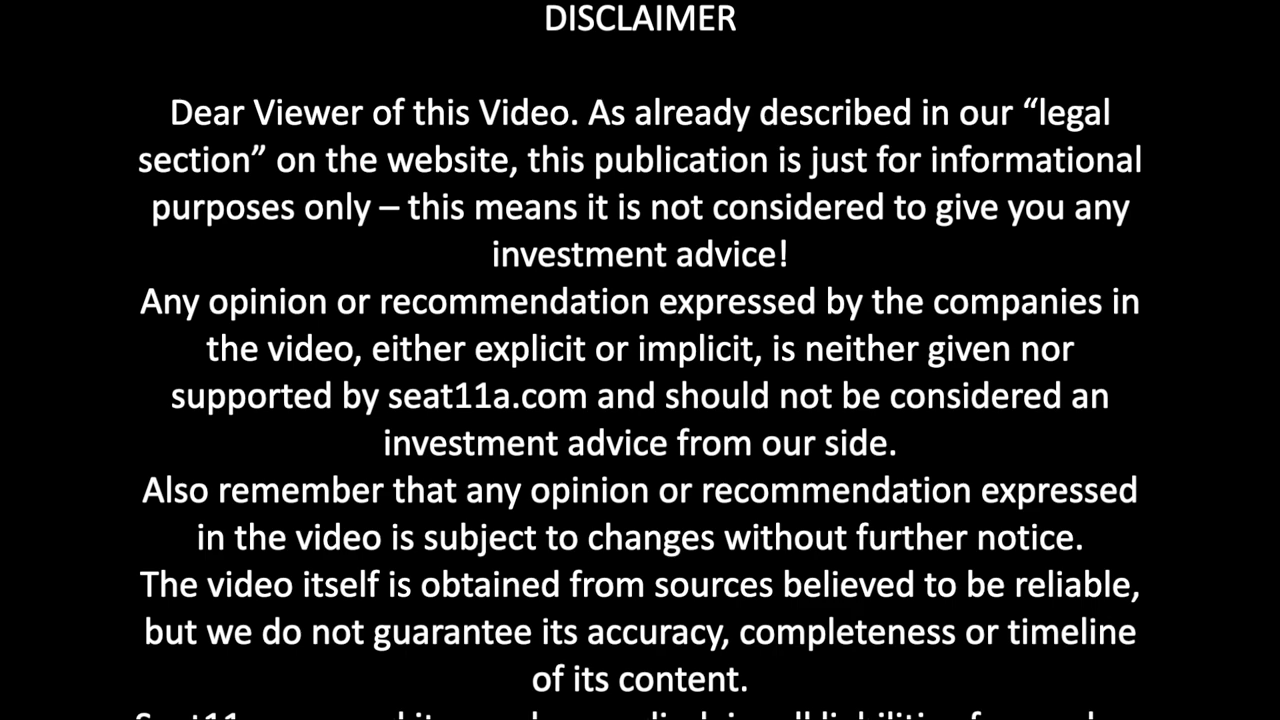 DISCLAIMER
Dear Viewer of this Video. As already described in our “legal
section” on the website, this publication is just for informational
purposes only – this means it is not considered to give you any
investment advice!
Any opinion or recommendation expressed by the companies in
the video, either explicit or implicit, is neither given nor
supported by seat11a.com and should not be considered an
investment advice from our side.
Also remember that any opinion or recommendation expressed
in the video is subject to changes without further notice.
The video itself is obtained from sources believed to be reliable,
but we do not guarantee its accuracy, completeness or timeline
of its content.